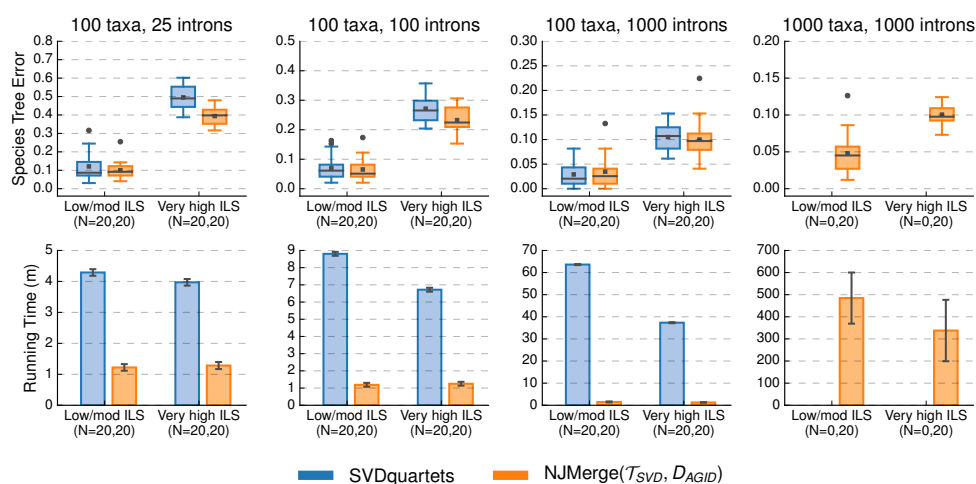 100 taxa, 25 introns
100 taxa, 100 introns
100 taxa, 1000 introns
1000 taxa, 1000 introns
Species Tree Error
0.8
0.7
0.6
0.5
0.4
0.3
0.2
0.1
0.0
Low/mod ILS
(N=20,20)
Very high ILS
(N=20,20)
0.5
0.4
0.3
0.2
0.1
0.0
Low/mod ILS
(N=20,20)
Very high ILS
(N=20,20)
0.30
0.25
0.20
0.15
0.10
0.05
0.00
Low/mod ILS
(N=20,20)
Very high ILS
(N=20,20)
0.20
0.15
0.10
0.05
0.00
Low/mod ILS
(N=0,20)
Very high ILS
(N=0,20)
Running Time (m)
5
4
3
2
1
0
Low/mod ILS
(N=20,20)
Very high ILS
(N=20,20)
9
8
7
6
5
4
3
2
1
0
Low/mod ILS
(N=20,20)
Very high ILS
(N=20,20)
70
60
50
40
30
20
10
0
Low/mod ILS
(N=20,20)
Very high ILS
(N=20,20)
700
600
500
400
300
200
100
0
Low/mod ILS
(N=0,20)
Very high ILS
(N=0,20)
SVDquartets
NJMerge(𝒯SVD, DAGID)